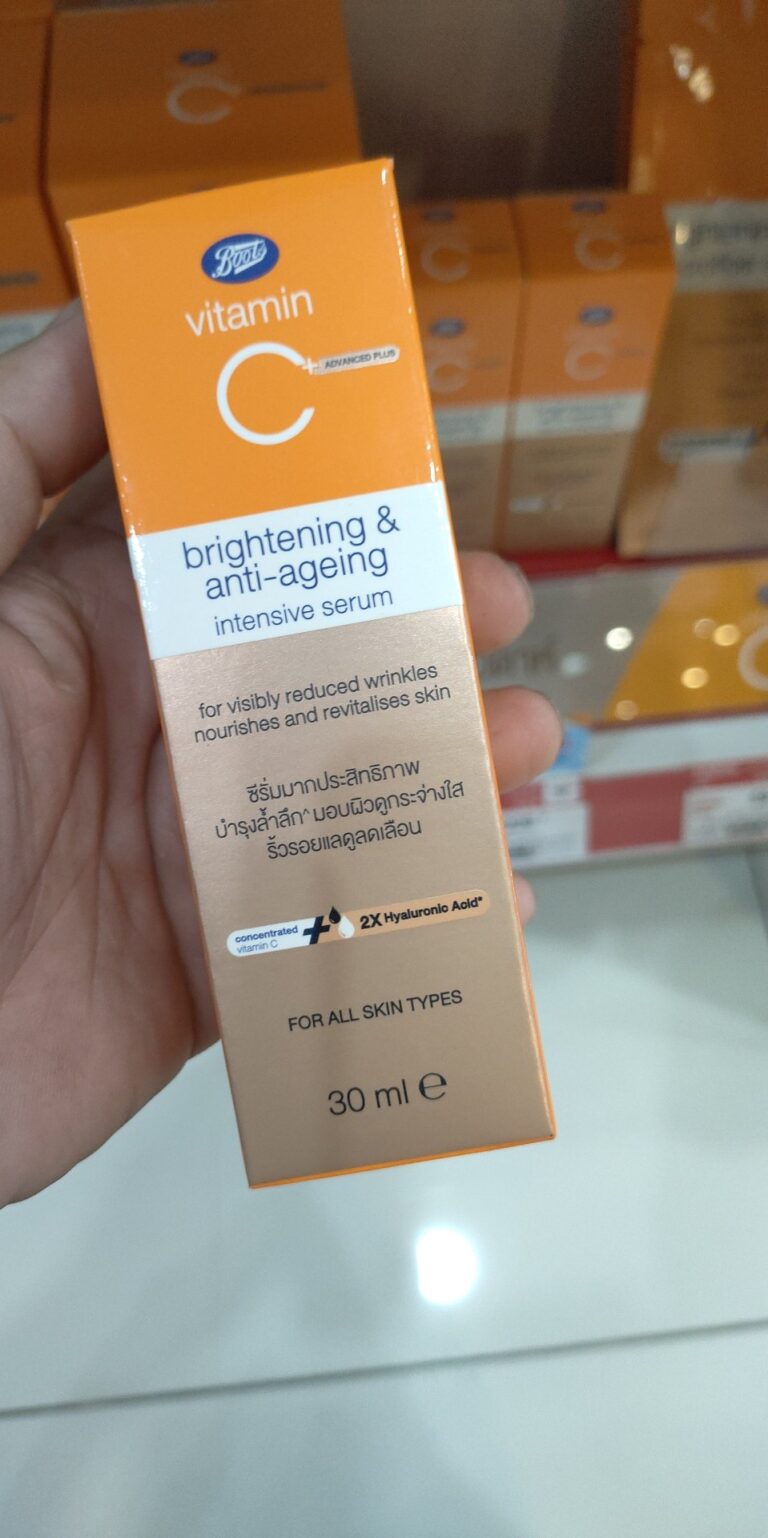 Boots
vitamin
C+ ADVANCED PLUS
brightening &
anti-ageing
intensive serum
for visibly reduced wrinkles
nourishes and revitalises skin
ซีรั่มมากประสิทธิภาพ
บำรุงล้ำลึก^ มอบผิวดูกระจ่างใส
ริ้วรอยแลดูลดเลือน
concentrated
vitamin C
+ 2X Hyaluronic Acid*
FOR ALL SKIN TYPES
30 ml ℮